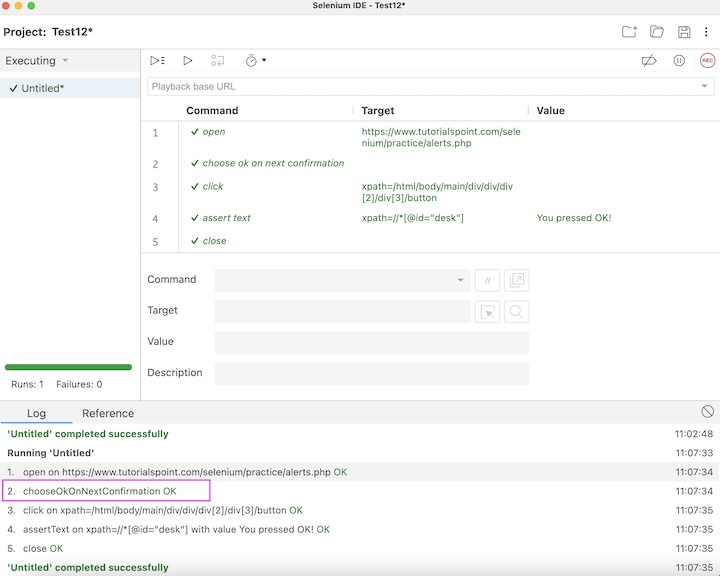 Selenium IDE - Test12*
Project: Test12*
Executing
Untitled*
REC
Playback base URL
Command Target Value
1 open https://www.tutorialspoint.com/sele
nium/practice/alerts.php
2 choose ok on next confirmation
3 click xpath=/html/body/main/div/div/div
[2]/div[3]/button
4 assert text xpath=//*[@id="desk"] You pressed OK!
5 close
Command //
Target
Value
Description
Runs: 1 Failures: 0
Log Reference
'Untitled' completed successfully 11:02:48
Running 'Untitled' 11:07:33
1. open on https://www.tutorialspoint.com/selenium/practice/alerts.php OK 11:07:34
2. chooseOkOnNextConfirmation OK 11:07:34
3. click on xpath=/html/body/main/div/div/div[2]/div[3]/button OK 11:07:35
4. assertText on xpath=//*[@id="desk"] with value You pressed OK! OK 11:07:35
5. close OK 11:07:35
'Untitled' completed successfully 11:07:35